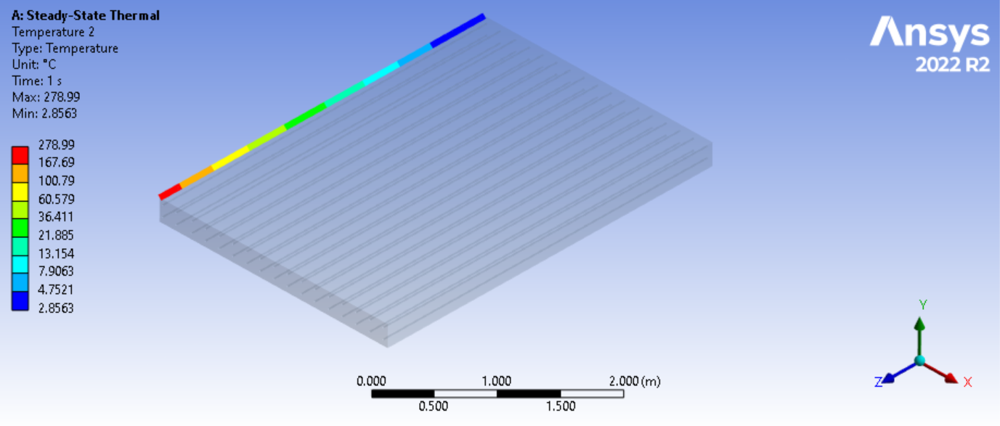 A: Steady-State Thermal
Temperature 2
Type: Temperature
Unit: °C
Time: 1 s
Max: 278.99
Min: 2.8563
278.99
167.69
100.79
60.579
36.411
21.885
13.154
7.9063
4.7521
2.8563
Ansys
2022 R2
0.000 1.000 2.000 (m)
0.500 1.500
Y
Z X